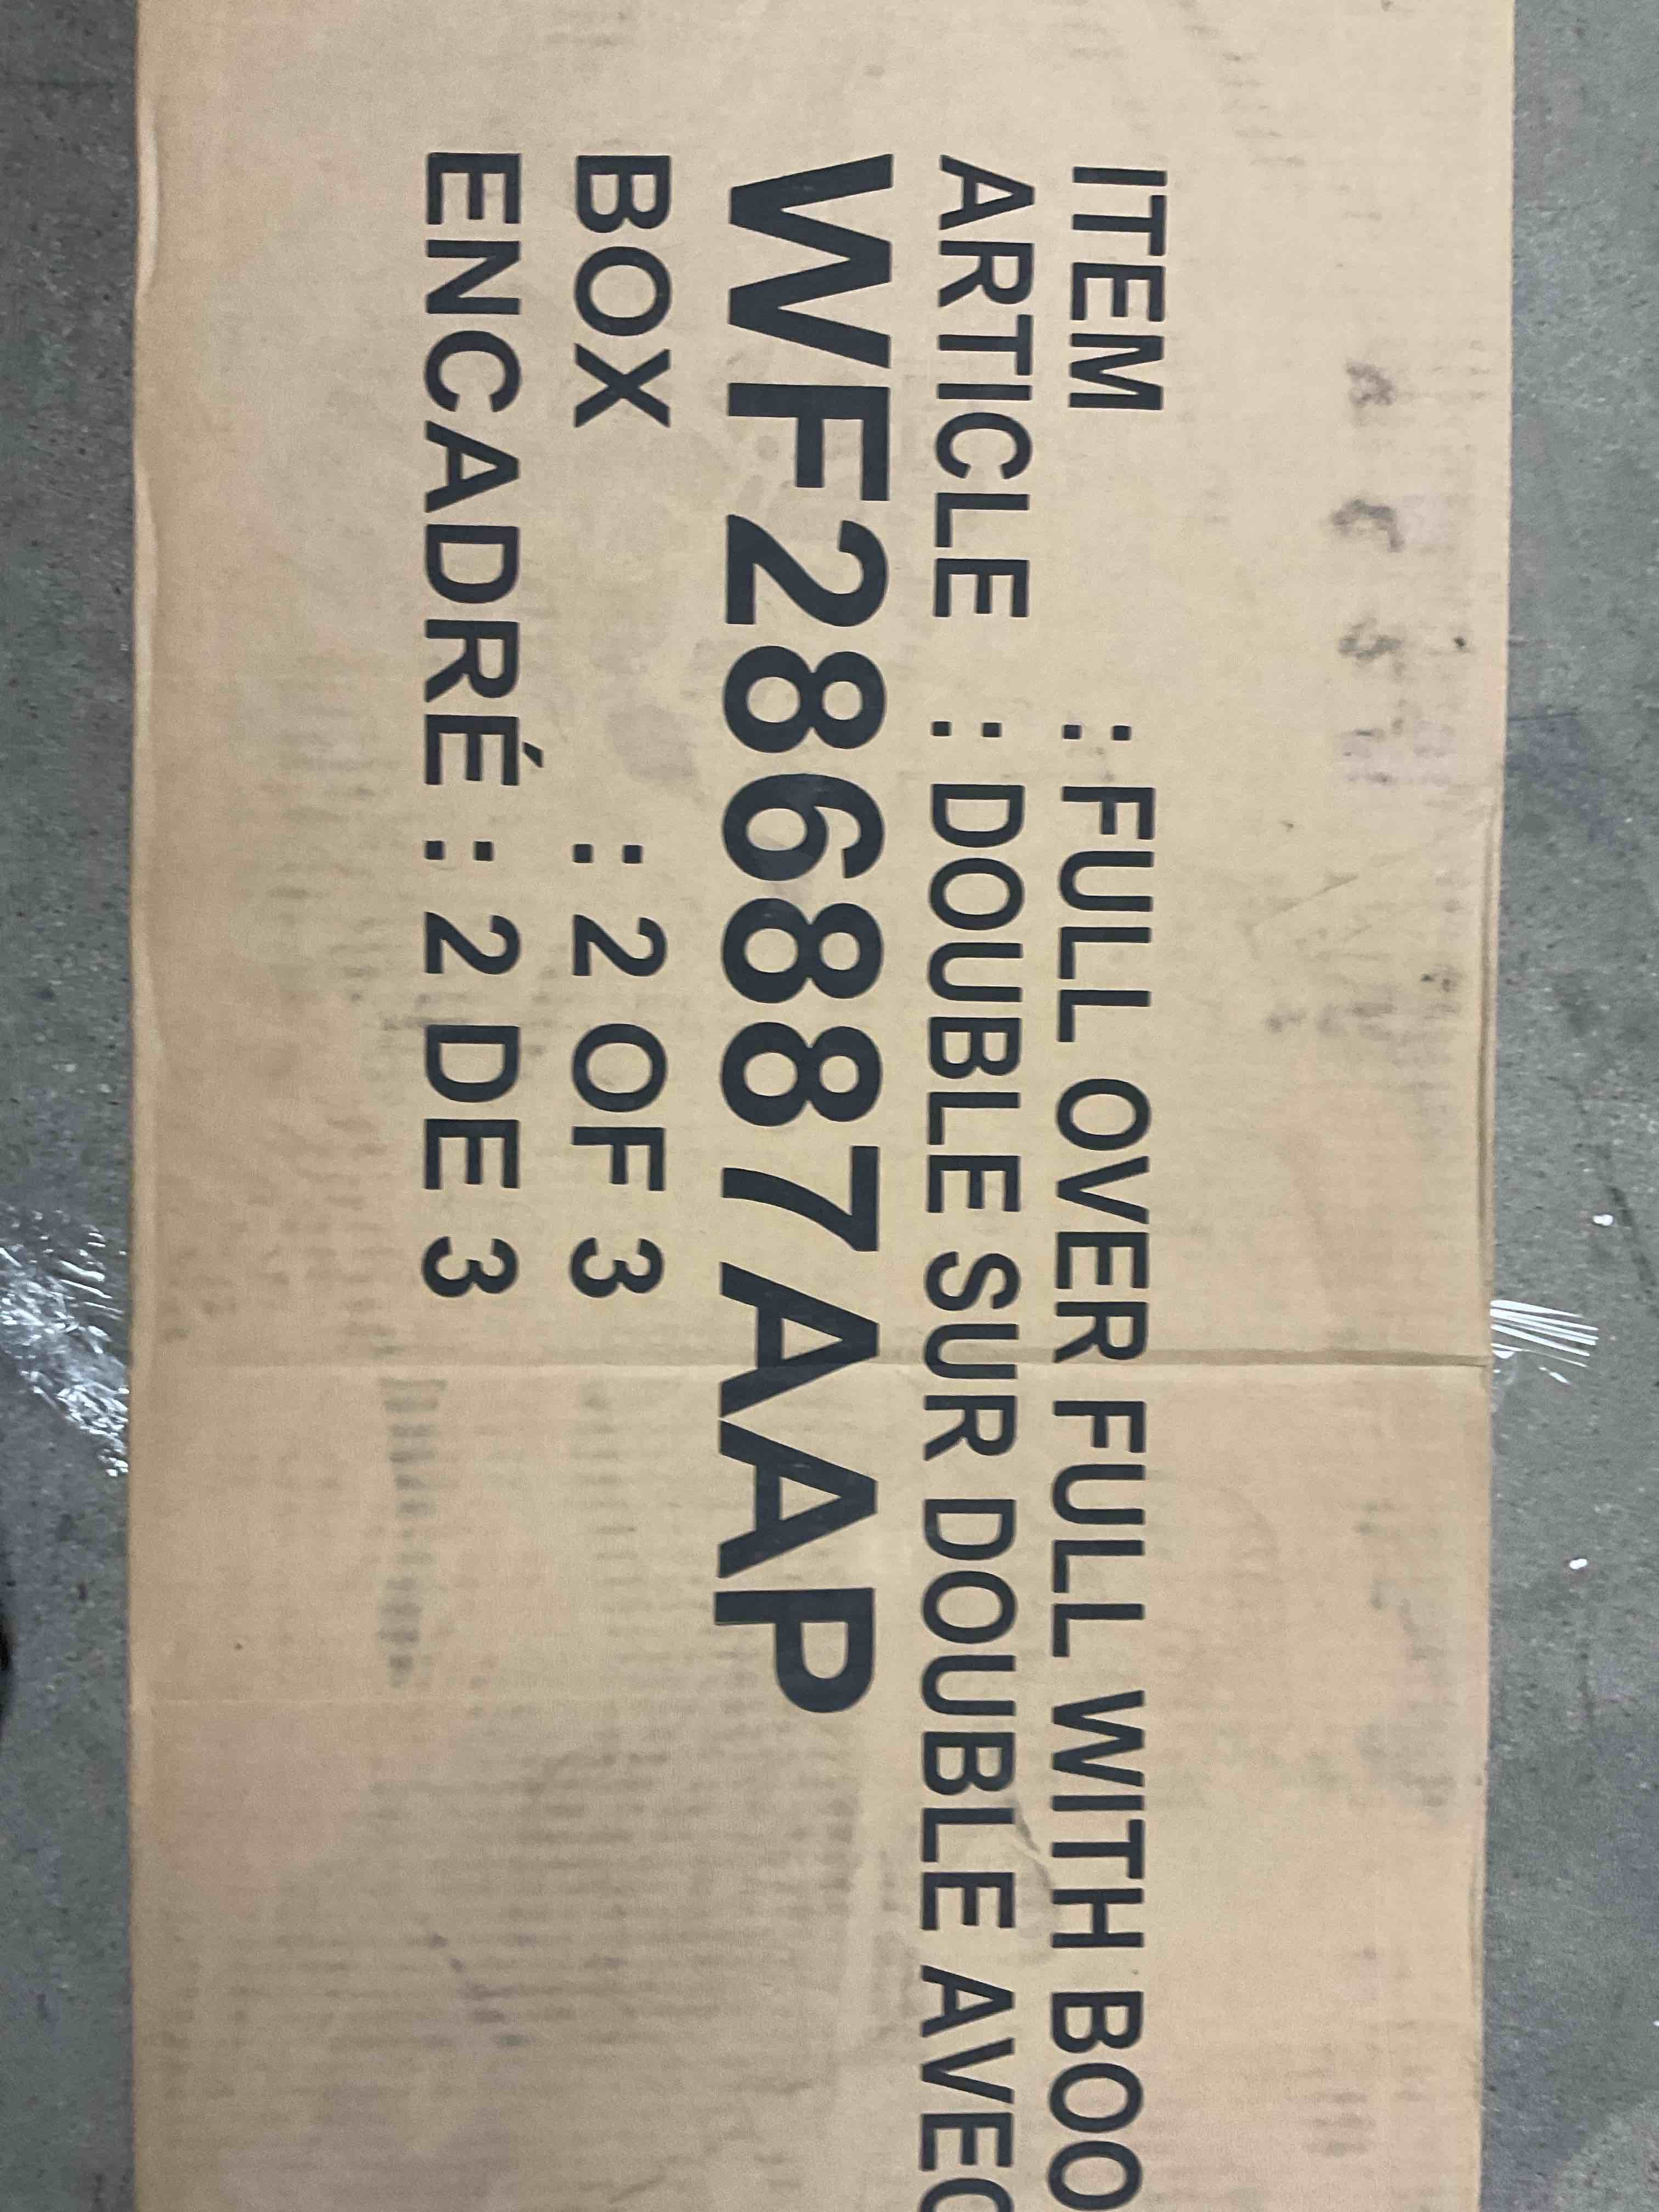 ITEM : FULL OVER FULL WITH BOO
ARTICLE : DOUBLE SUR DOUBLE AVEC
WF286887AAP
BOX : 2 OF 3
ENCADRÉ : 2 DE 3